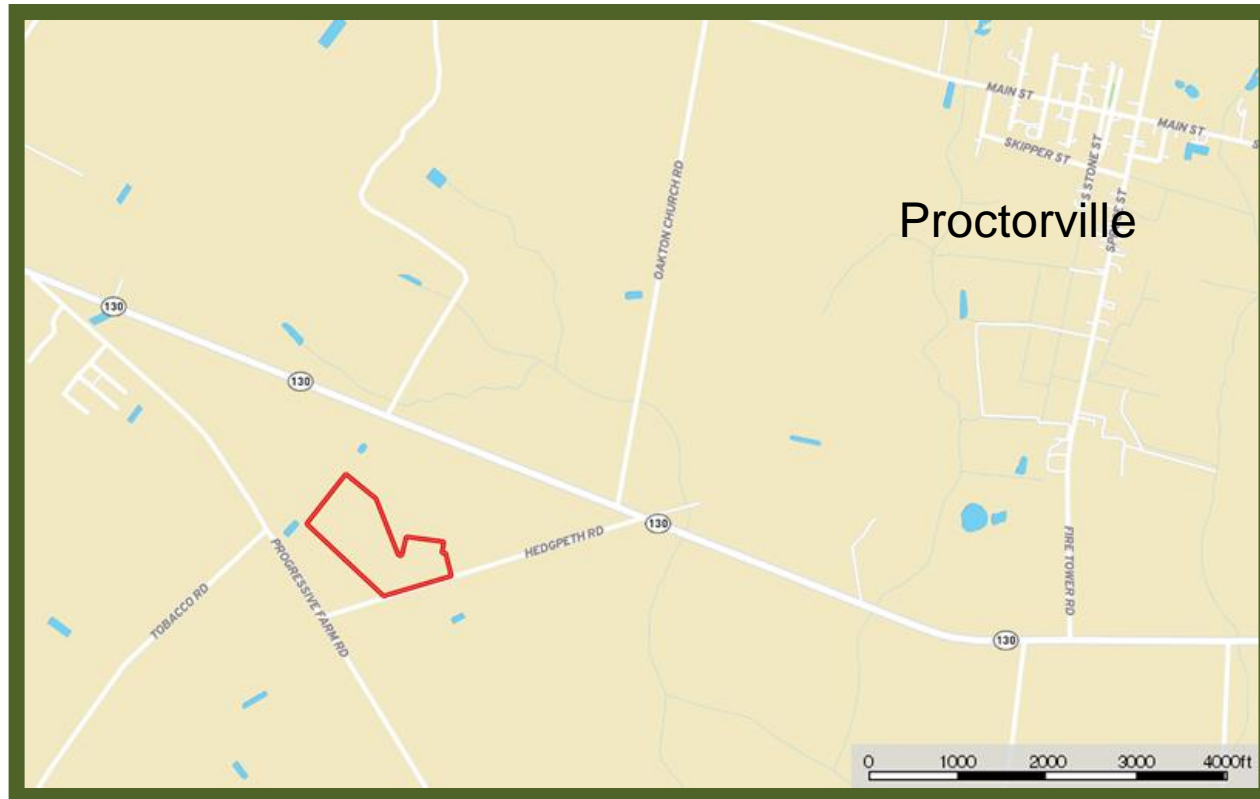 MAIN ST
MAIN ST
SKIPPER ST
S STONE ST
OAKTON CHURCH RD
Proctorville
130
130
130
HEDGPETH RD
PROGRESSIVE FARM RD
TOBACCO RD
FIRE TOWER RD
130
0 1000 2000 3000 4000ft